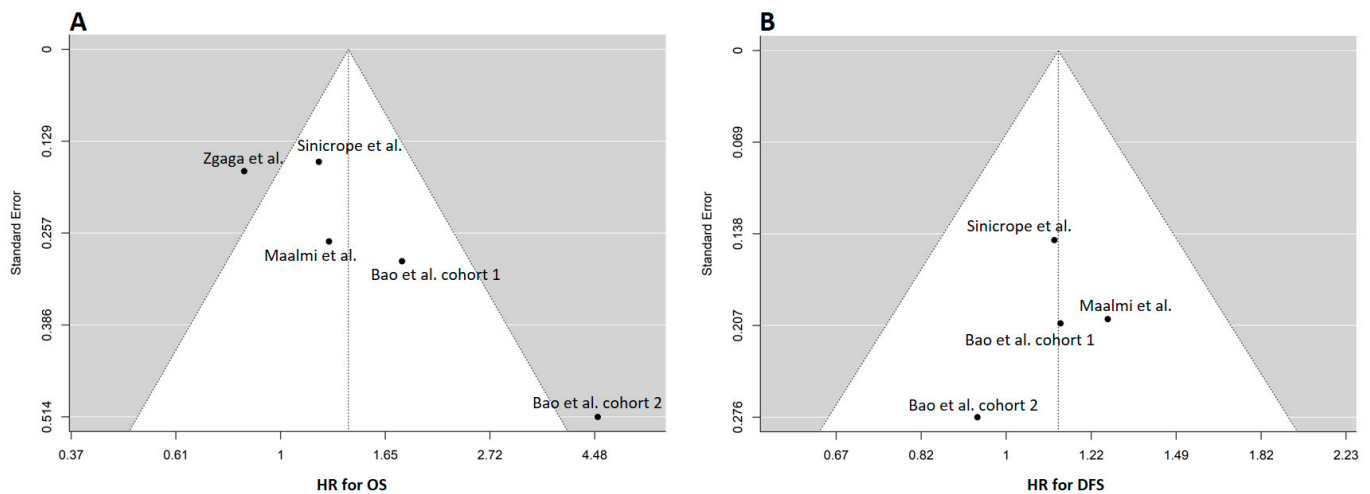 A
0
0.129
0.257
0.386
0.514
Standard Error
Zgaga et al.
Sinicrope et al.
Maalmi et al.
Bao et al. cohort 1
Bao et al. cohort 2
0.37 0.61 1 1.65 2.72 4.48
HR for OS
B
0
0.069
0.138
0.207
0.276
Standard Error
Sinicrope et al.
Maalmi et al.
Bao et al. cohort 1
Bao et al. cohort 2
0.67 0.82 1 1.22 1.49 1.82 2.23
HR for DFS